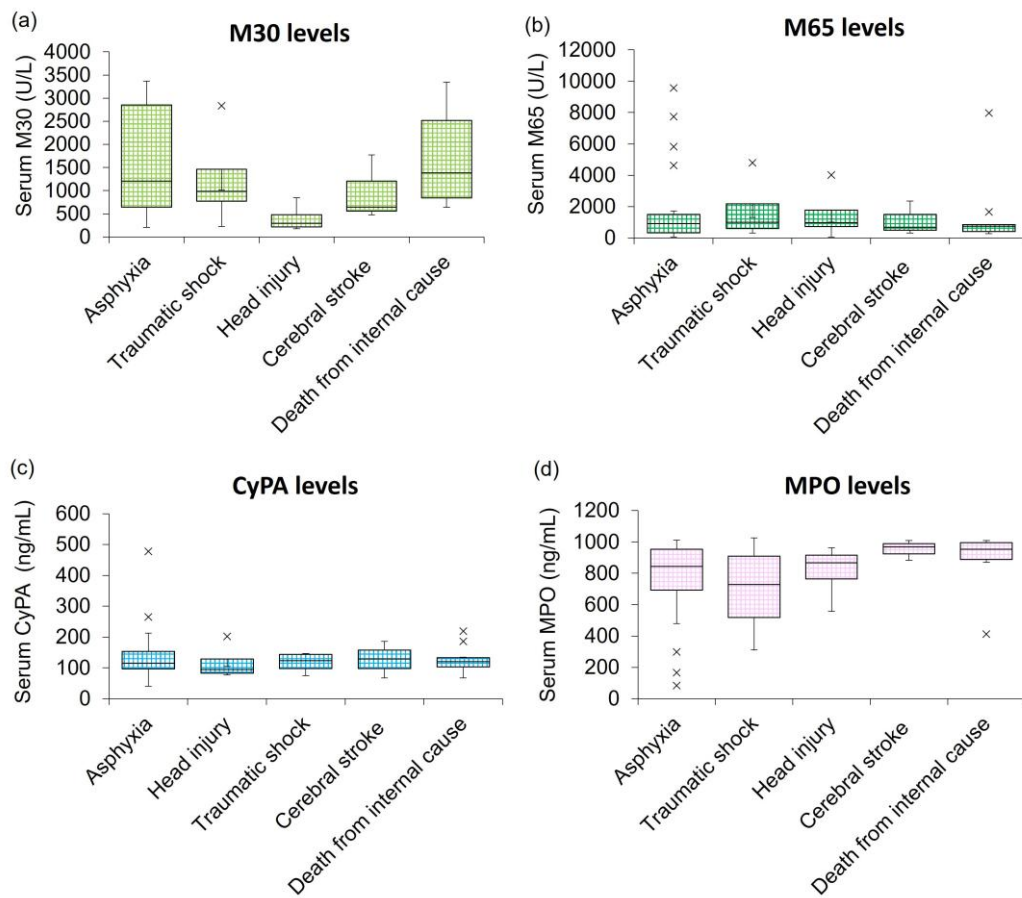 (a)
M30 levels
Serum M30 (U/L)
4000
3500
3000
2500
2000
1500
1000
500
0
Asphyxia
Traumatic shock
Head injury
Cerebral stroke
Death from internal cause
(b)
M65 levels
Serum M65 (U/L)
12000
10000
8000
6000
4000
2000
0
Asphyxia
Traumatic shock
Head injury
Cerebral stroke
Death from internal cause
(c)
CyPA levels
Serum CyPA (ng/mL)
600
500
400
300
200
100
0
Asphyxia
Head injury
Traumatic shock
Cerebral stroke
Death from internal cause
(d)
MPO levels
Serum MPO (ng/mL)
1200
1000
800
600
400
200
0
Asphyxia
Traumatic shock
Head injury
Cerebral stroke
Death from internal cause